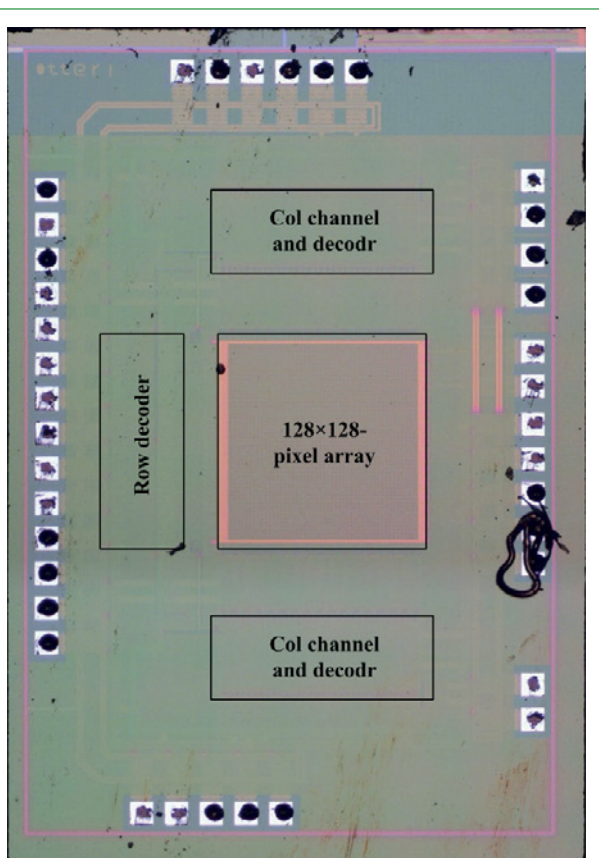 Col channel
and decodr
Row decoder
128×128-
pixel array
Col channel
and decodr